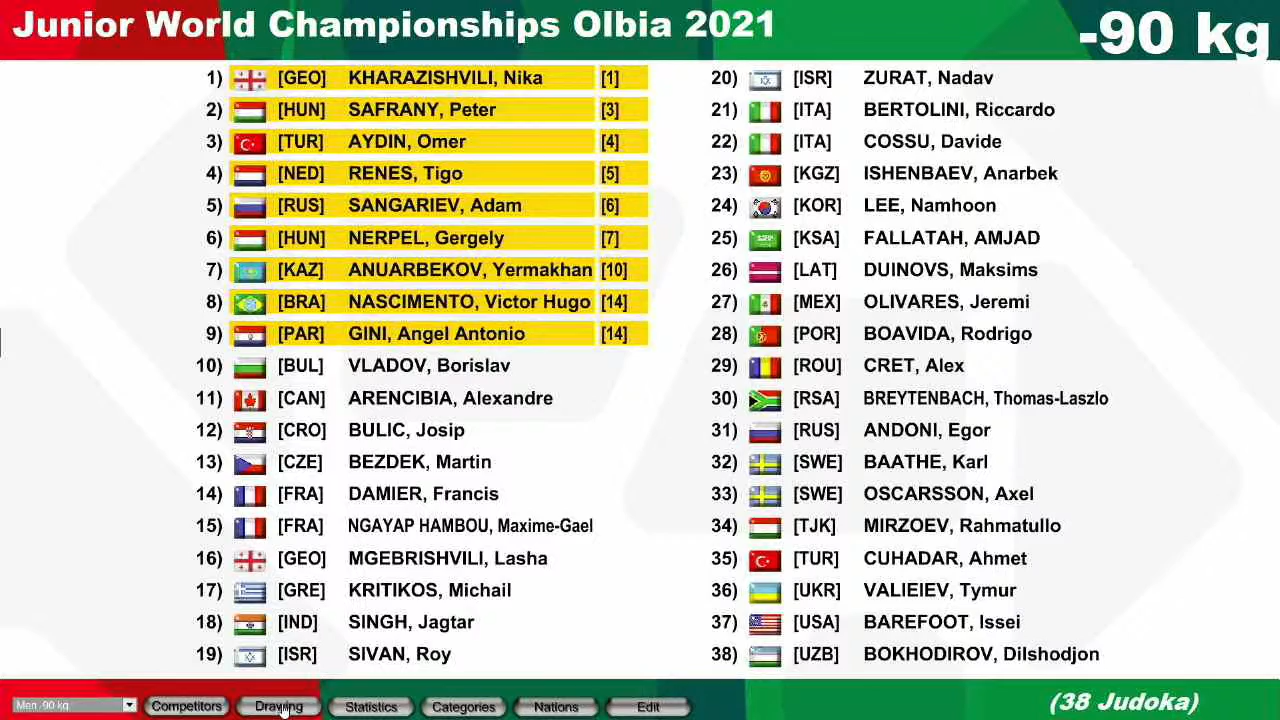 Junior World Championships Olbia 2021
-90 kg
1) [GEO] KHARAZISHVILI, Nika [1]
2) [HUN] SAFRANY, Peter [3]
3) [TUR] AYDIN, Omer [4]
4) [NED] RENES, Tigo [5]
5) [RUS] SANGARIEV, Adam [6]
6) [HUN] NERPEL, Gergely [7]
7) [KAZ] ANUARBEKOV, Yermakhan [10]
8) [BRA] NASCIMENTO, Victor Hugo [14]
9) [PAR] GINI, Angel Antonio [14]
10) [BUL] VLADOV, Borislav
11) [CAN] ARENCIBIA, Alexandre
12) [CRO] BULIC, Josip
13) [CZE] BEZDEK, Martin
14) [FRA] DAMIER, Francis
15) [FRA] NGAYAP HAMBOU, Maxime-Gael
16) [GEO] MGEBRISHVILI, Lasha
17) [GRE] KRITIKOS, Michail
18) [IND] SINGH, Jagtar
19) [ISR] SIVAN, Roy
20) [ISR] ZURAT, Nadav
21) [ITA] BERTOLINI, Riccardo
22) [ITA] COSSU, Davide
23) [KGZ] ISHENBAEV, Anarbek
24) [KOR] LEE, Namhoon
25) [KSA] FALLATAH, AMJAD
26) [LAT] DUINOVS, Maksims
27) [MEX] OLIVARES, Jeremi
28) [POR] BOAVIDA, Rodrigo
29) [ROU] CRET, Alex
30) [RSA] BREYTENBACH, Thomas-Laszlo
31) [RUS] ANDONI, Egor
32) [SWE] BAATHE, Karl
33) [SWE] OSCARSSON, Axel
34) [TJK] MIRZOEV, Rahmatullo
35) [TUR] CUHADAR, Ahmet
36) [UKR] VALIEIEV, Tymur
37) [USA] BAREFOOT, Issei
38) [UZB] BOKHODIROV, Dilshodjon
Men -90 kg Competitors Drawing Statistics Categories Nations Edit
(38 Judoka)